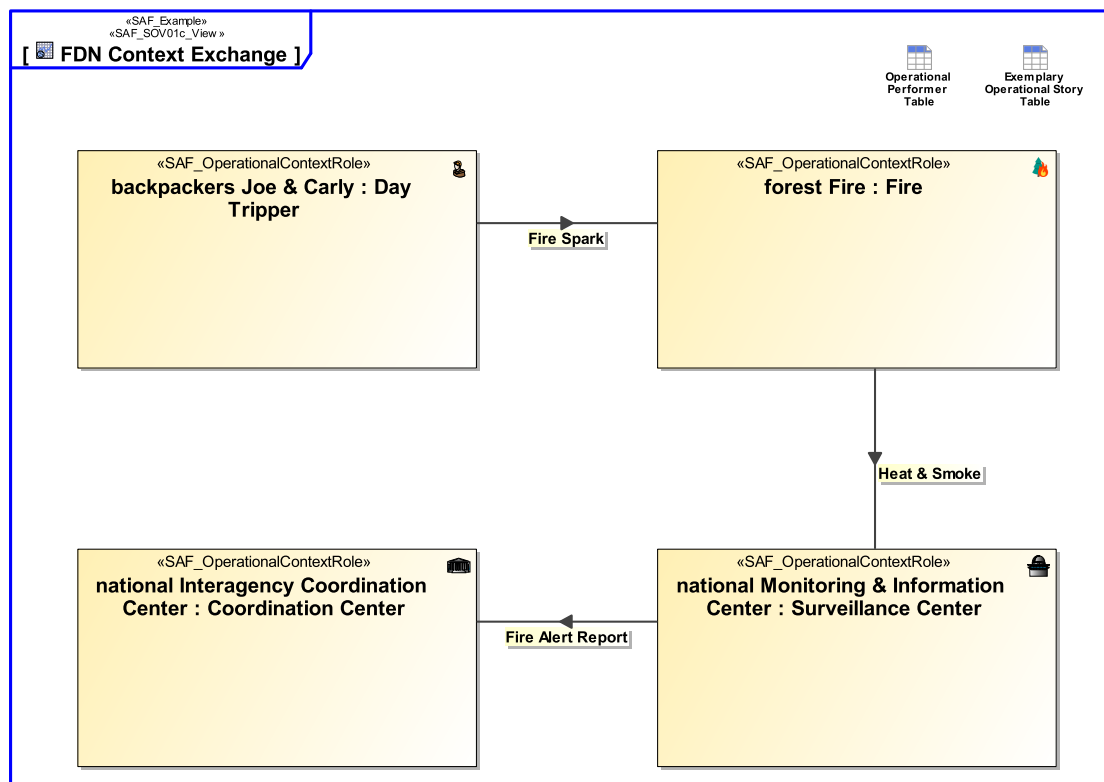 «SAF_Example»
«SAF_SOV01c_View »
[ FDN Context Exchange ]
Operational
Performer
Table
Exemplary
Operational Story
Table
«SAF_OperationalContextRole»
backpackers Joe & Carly : Day
Tripper
Fire Spark
«SAF_OperationalContextRole»
forest Fire : Fire
Heat & Smoke
«SAF_OperationalContextRole»
national Interagency Coordination
Center : Coordination Center
Fire Alert Report
«SAF_OperationalContextRole»
national Monitoring & Information
Center : Surveillance Center